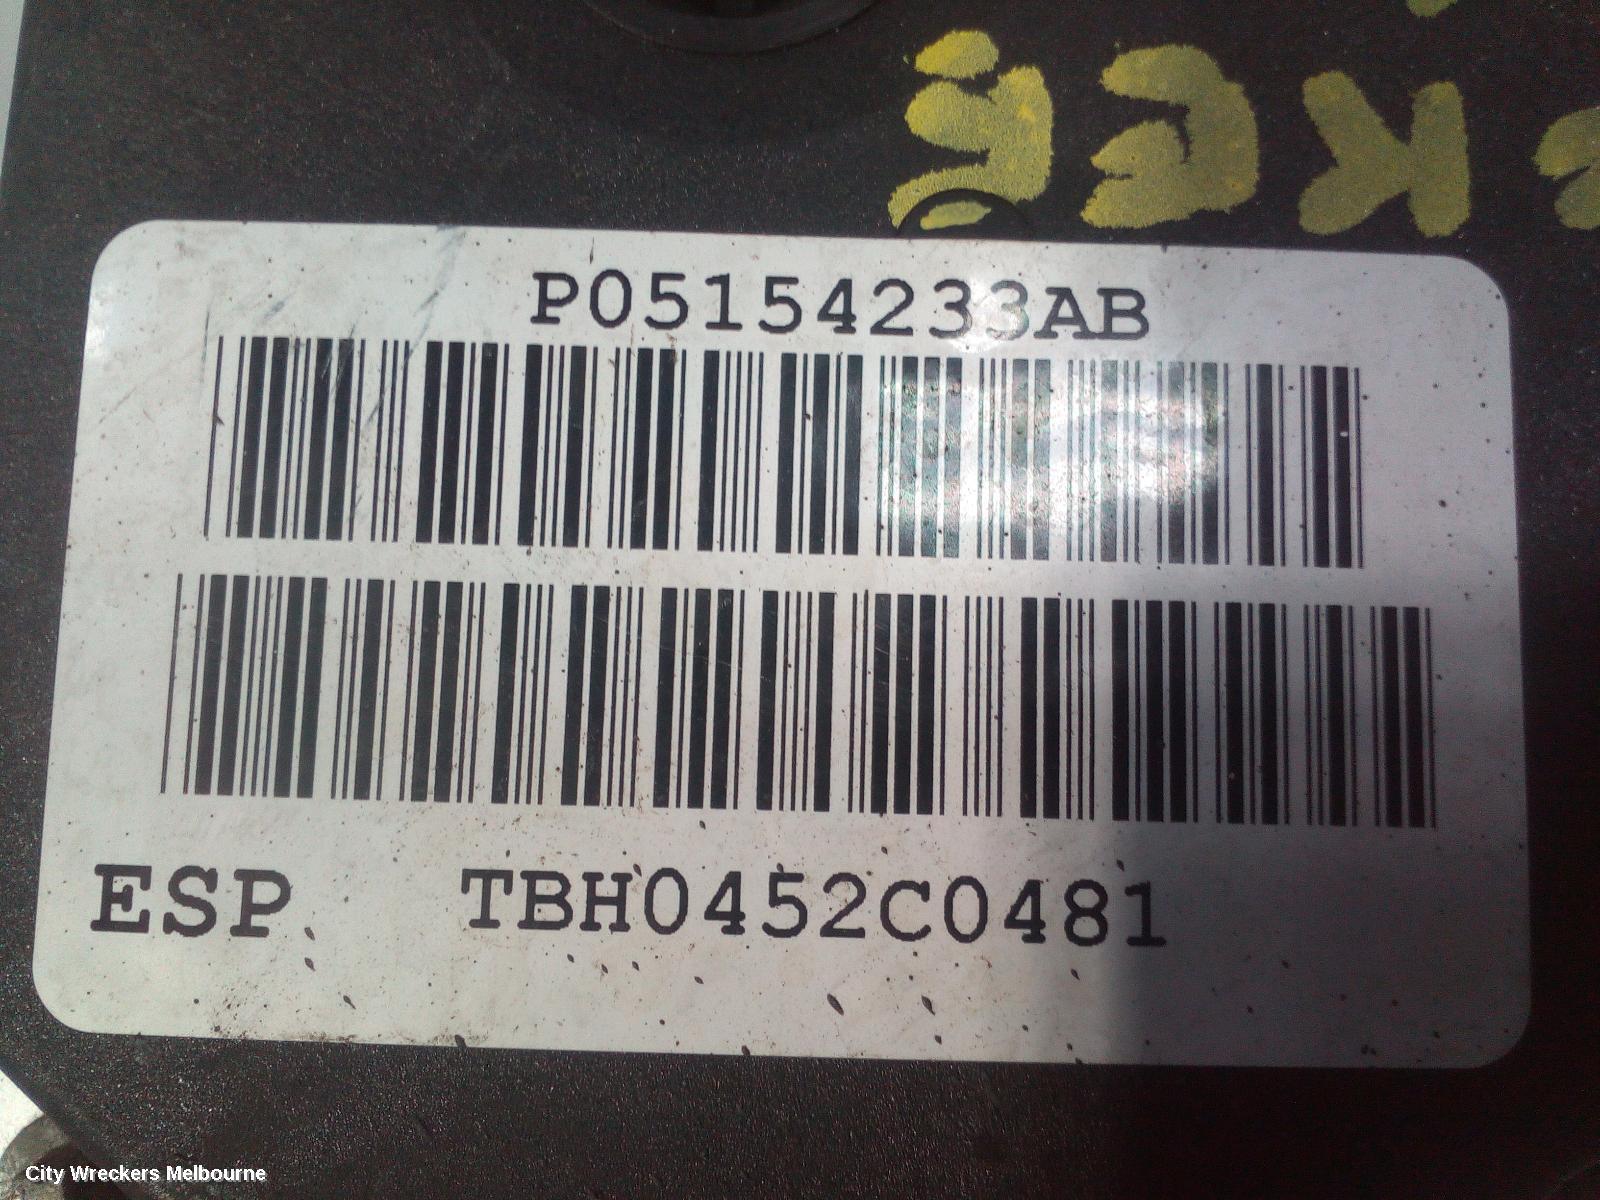 P05154233AB
ESP TBH0452C0481
City Wreckers Melbourne